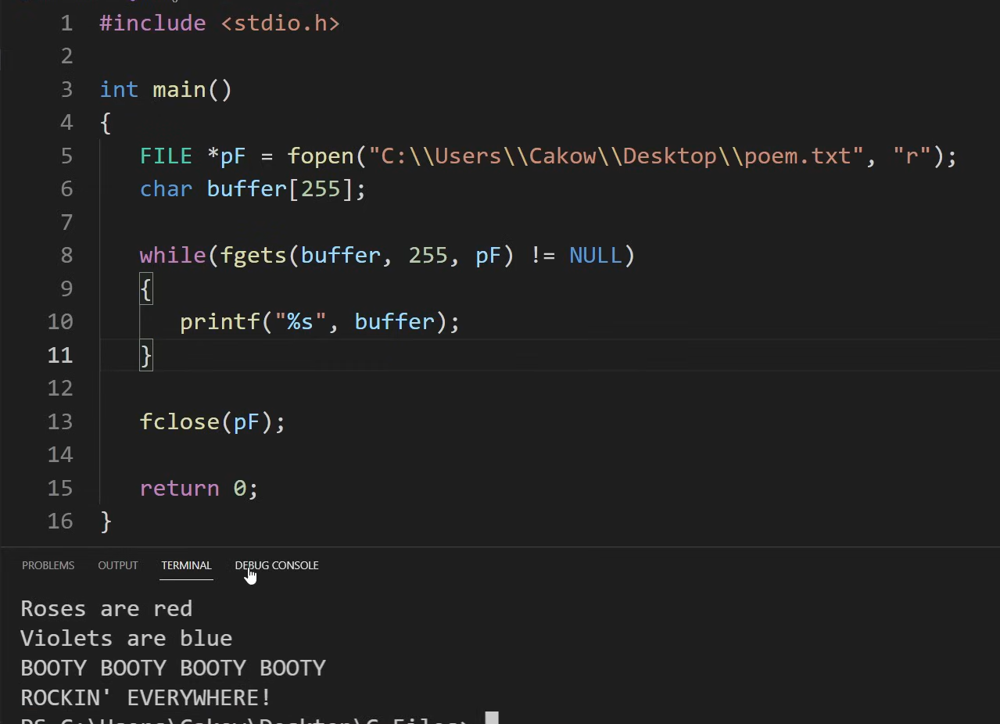 1 #include <stdio.h>
2
3 int main()
4 {
5 FILE *pF = fopen("C:\\Users\\Cakow\\Desktop\\poem.txt", "r");
6 char buffer[255];
7
8 while(fgets(buffer, 255, pF) != NULL)
9 {
10 printf("%s", buffer);
11 }
12
13 fclose(pF);
14
15 return 0;
16 }
PROBLEMS OUTPUT TERMINAL DEBUG CONSOLE
Roses are red
Violets are blue
BOOTY BOOTY BOOTY BOOTY
ROCKIN' EVERYWHERE!
PS C:\Users\Cakow\Desktop\C Files>